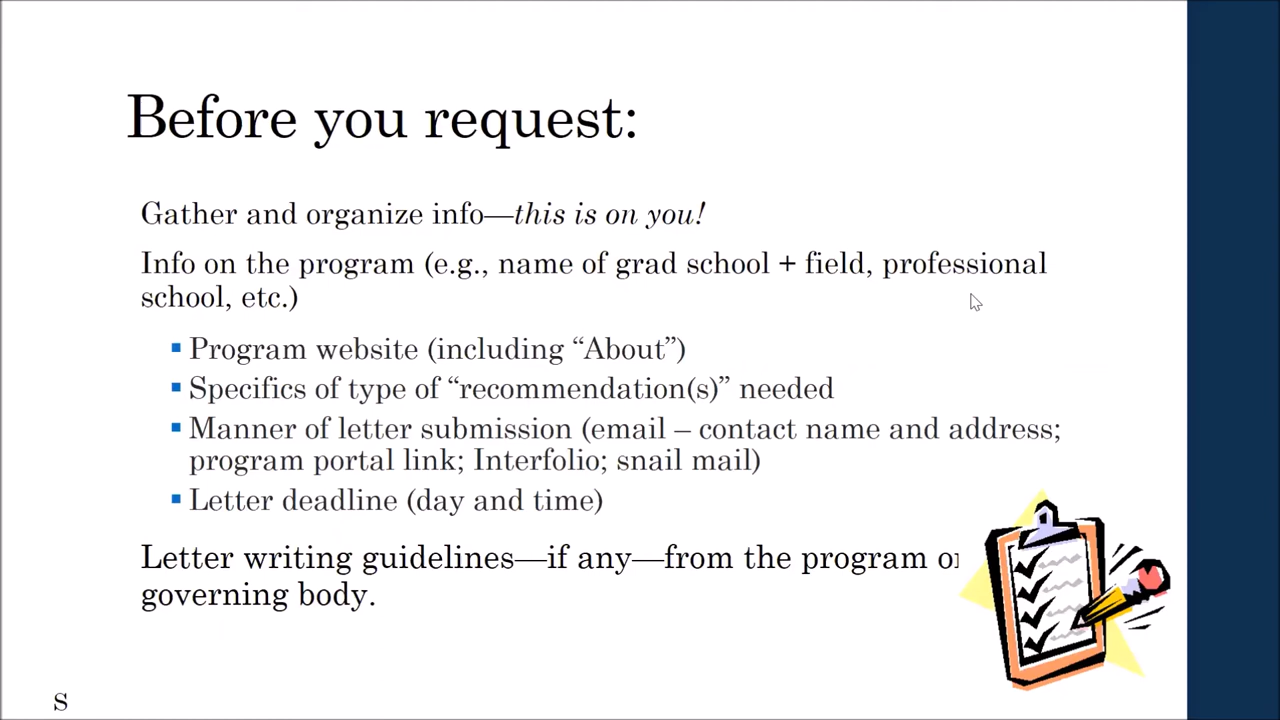 Before you request:
Gather and organize info—this is on you!
Info on the program (e.g., name of grad school + field, professional
school, etc.)
▪ Program website (including “About”)
▪ Specifics of type of “recommendation(s)” needed
▪ Manner of letter submission (email – contact name and address;
program portal link; Interfolio; snail mail)
▪ Letter deadline (day and time)
Letter writing guidelines—if any—from the program or
governing body.
S